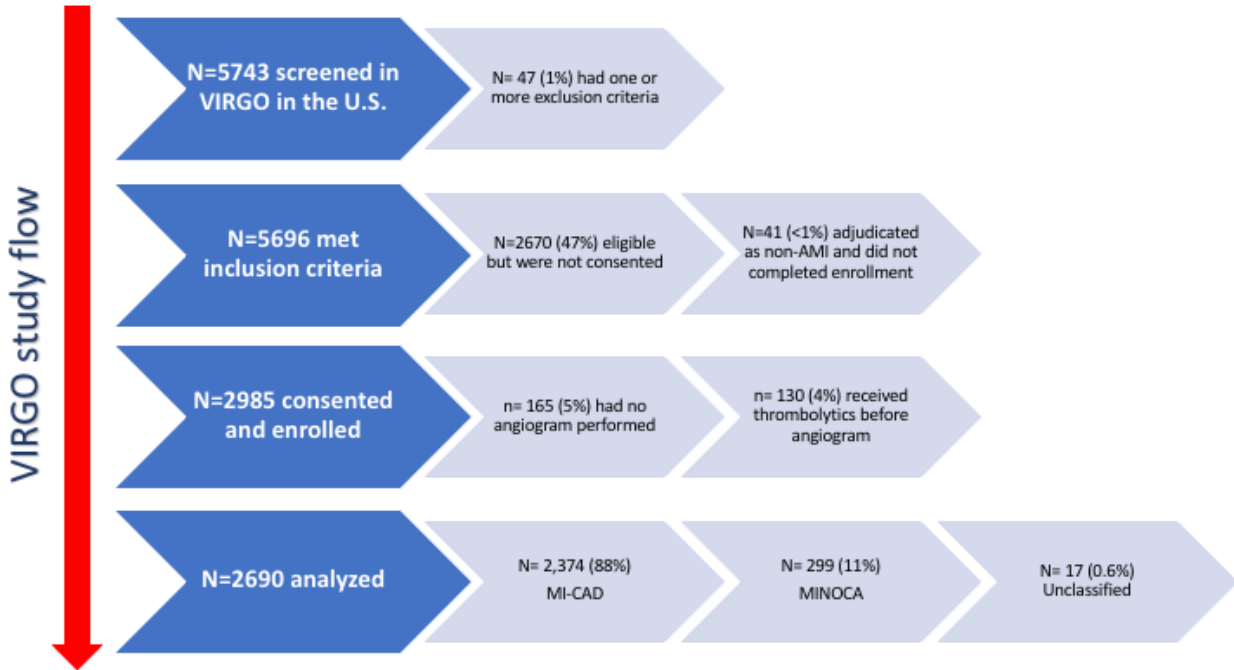 VIRGO study flow
N=5743 screened in
VIRGO in the U.S.
N= 47 (1%) had one or
more exclusion criteria
N=5696 met
inclusion criteria
N=2670 (47%) eligible
but were not consented
N=41 (<1%) adjudicated
as non-AMI and did not
completed enrollment
N=2985 consented
and enrolled
n= 165 (5%) had no
angiogram performed
n= 130 (4%) received
thrombolytics before
angiogram
N=2690 analyzed
N= 2,374 (88%)
MI-CAD
N= 299 (11%)
MINOCA
N= 17 (0.6%)
Unclassified